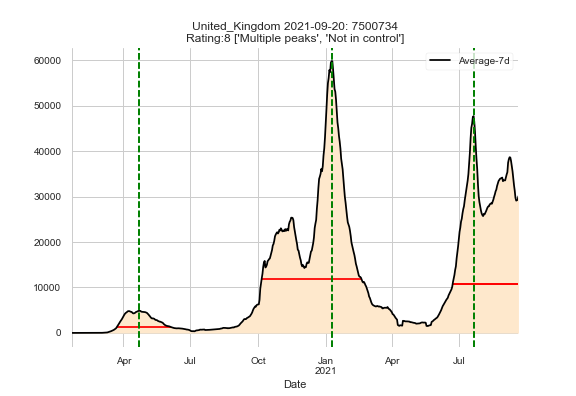 United_Kingdom 2021-09-20: 7500734
Rating:8 ['Multiple peaks', 'Not in control']
Average-7d
60000
50000
40000
30000
20000
10000
0
Apr
Jul
Oct
Jan
2021
Apr
Jul
Date